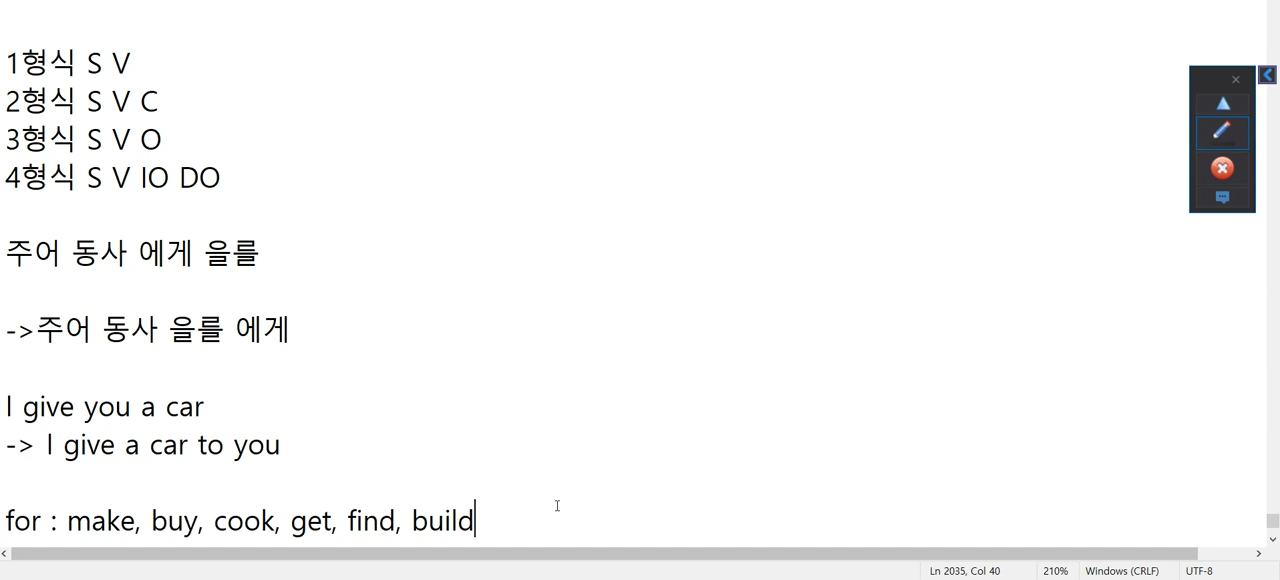 1형식 S V
2형식 S V C
3형식 S V O
4형식 S V IO DO
주어 동사 에게 을를
->주어 동사 을를 에게
I give you a car
-> I give a car to you
for : make, buy, cook, get, find, build
Ln 2035, Col 40 210% Windows (CRLF) UTF-8